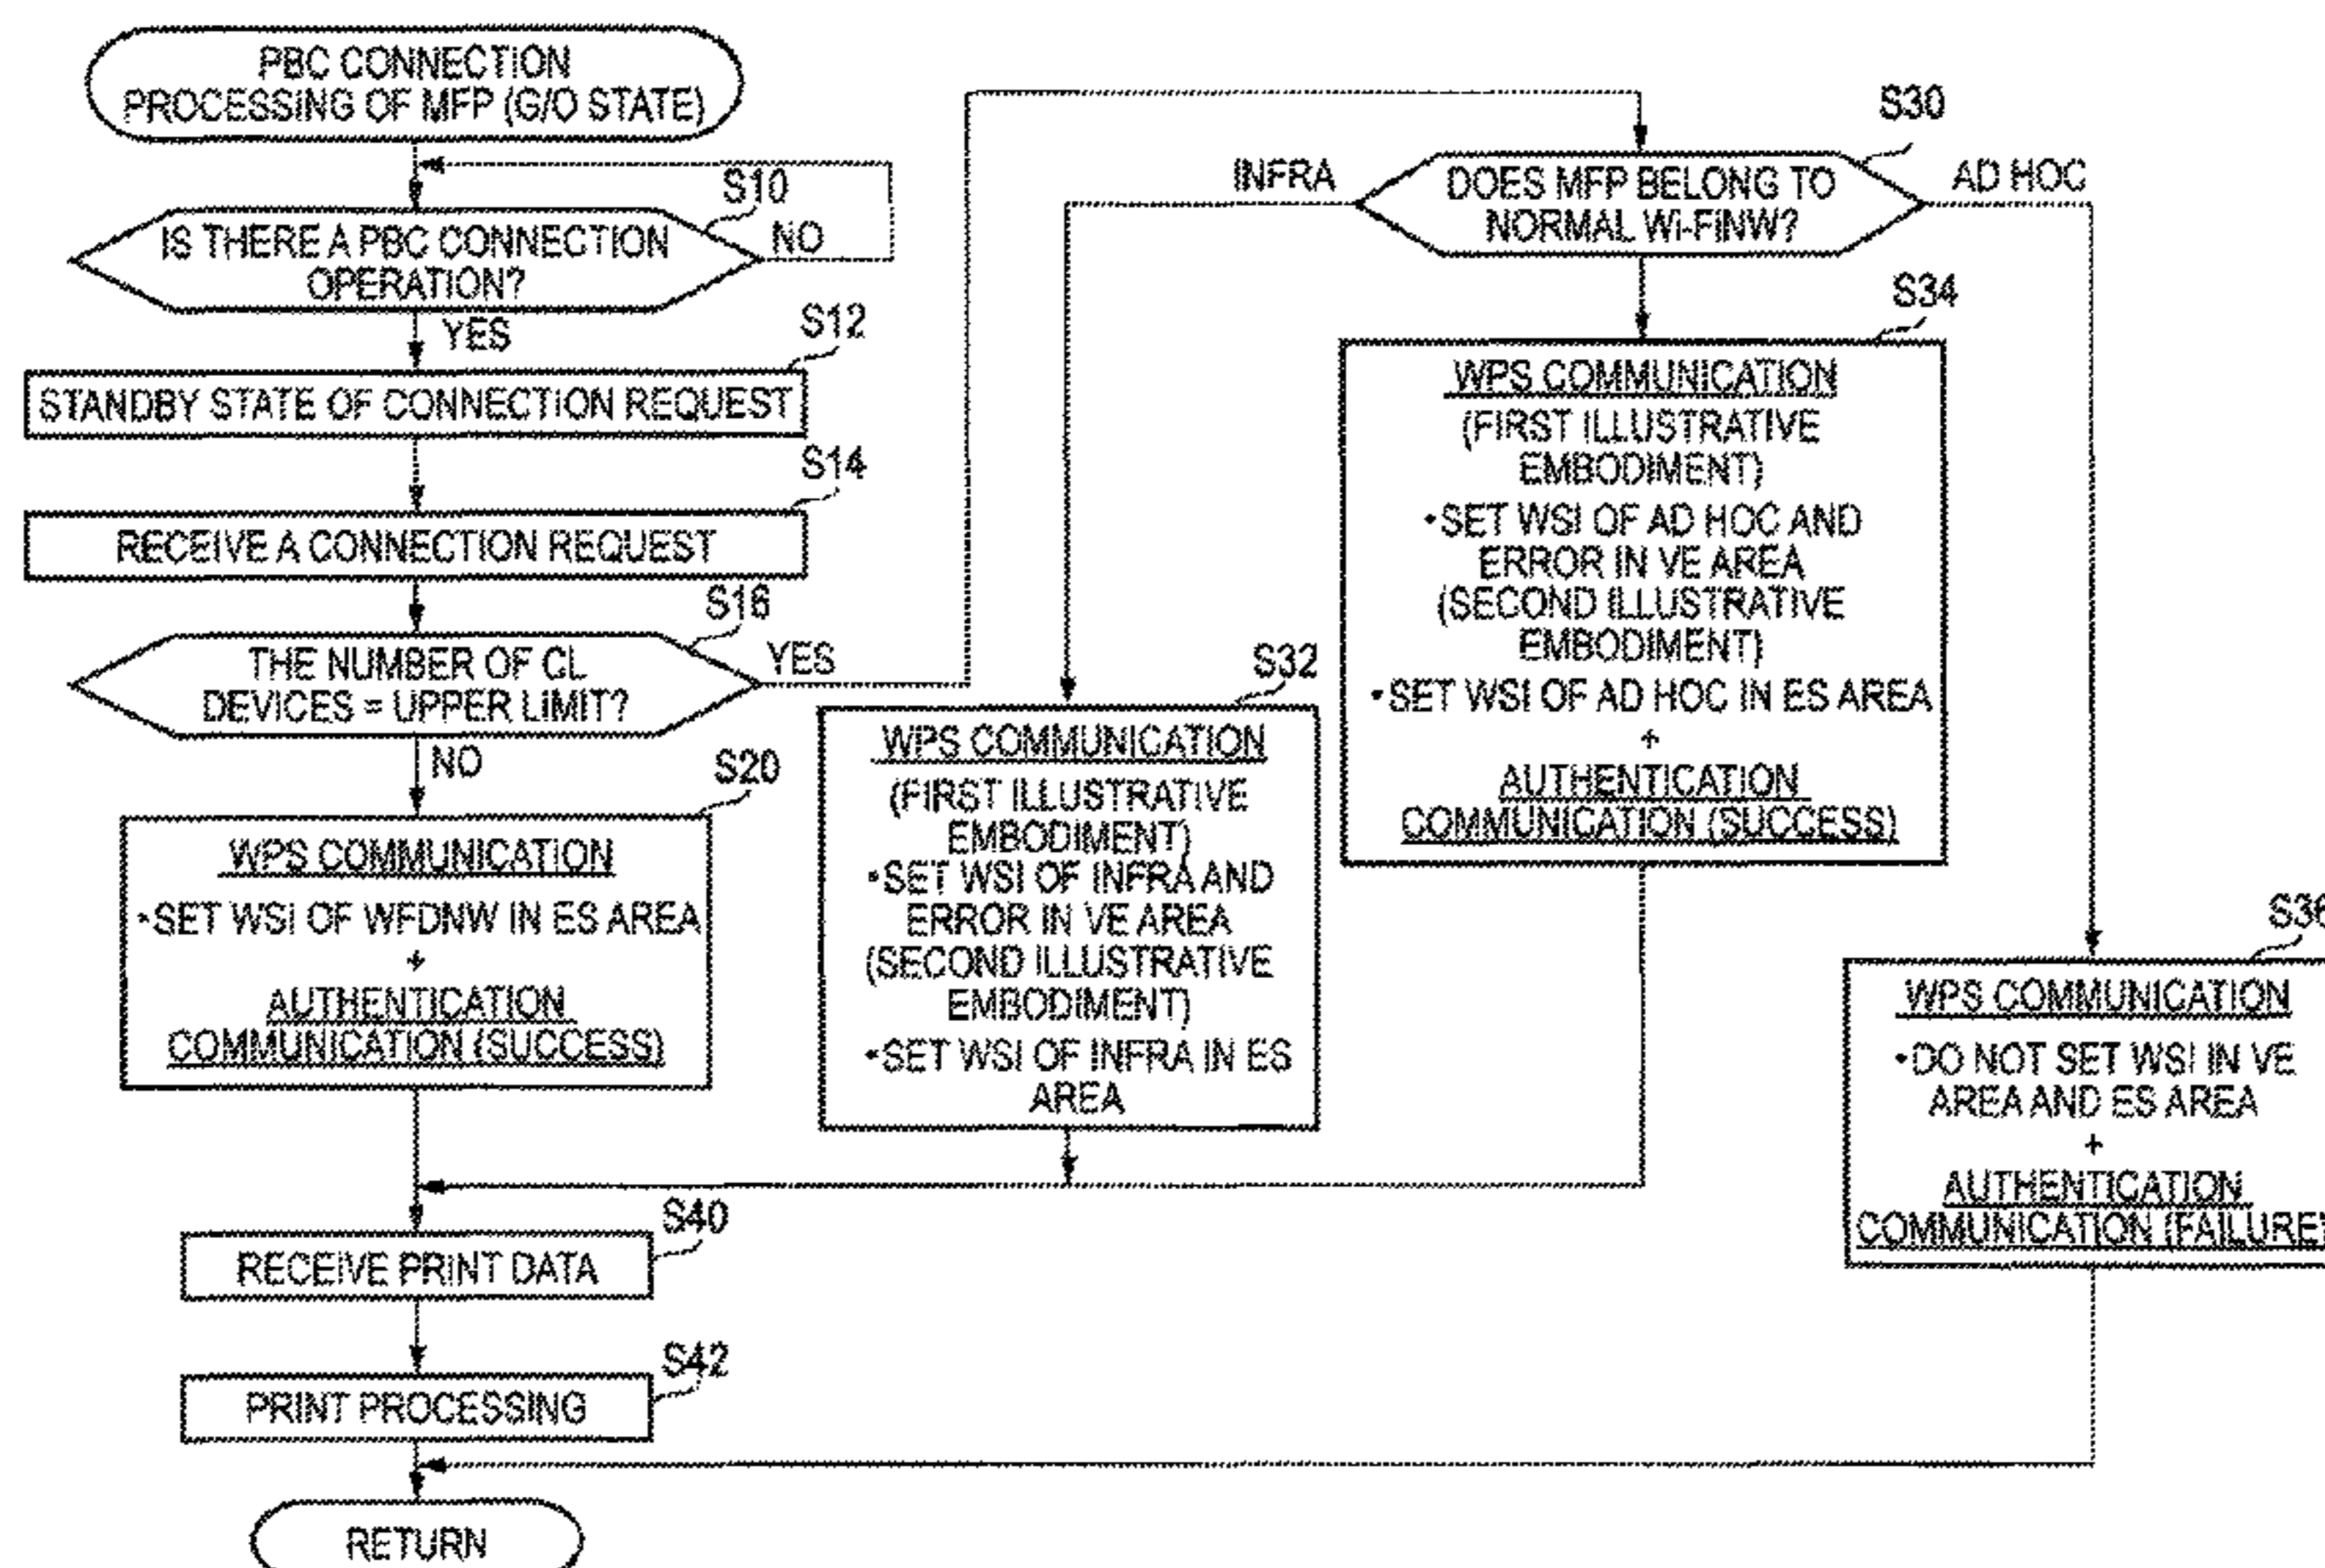 PBC CONNECTION
PROCESSING OF MFP (G/O STATE)
S10
IS THERE A PBC CONNECTION
OPERATION?
NO
YES
S12
STANDBY STATE OF CONNECTION REQUEST
S14
RECEIVE A CONNECTION REQUEST
S16
THE NUMBER OF CL
DEVICES = UPPER LIMIT?
YES
NO
S20
WPS COMMUNICATION
•SET WSI OF WFDNW IN ES AREA
+
AUTHENTICATION
COMMUNICATION (SUCCESS)
S30
DOES MFP BELONG TO
NORMAL WI-FINW?
INFRA
AD HOC
S32
WPS COMMUNICATION
(FIRST ILLUSTRATIVE
EMBODIMENT)
•SET WSI OF INFRA AND
ERROR IN VE AREA
(SECOND ILLUSTRATIVE
EMBODIMENT)
•SET WSI OF INFRA IN ES
AREA
S34
WPS COMMUNICATION
(FIRST ILLUSTRATIVE
EMBODIMENT)
•SET WSI OF AD HOC AND
ERROR IN VE AREA
(SECOND ILLUSTRATIVE
EMBODIMENT)
•SET WSI OF AD HOC IN ES AREA
+
AUTHENTICATION
COMMUNICATION (SUCCESS)
S36
WPS COMMUNICATION
•DO NOT SET WSI IN VE
AREA AND ES AREA
+
AUTHENTICATION
COMMUNICATION (FAILURE)
S40
RECEIVE PRINT DATA
S42
PRINT PROCESSING
RETURN